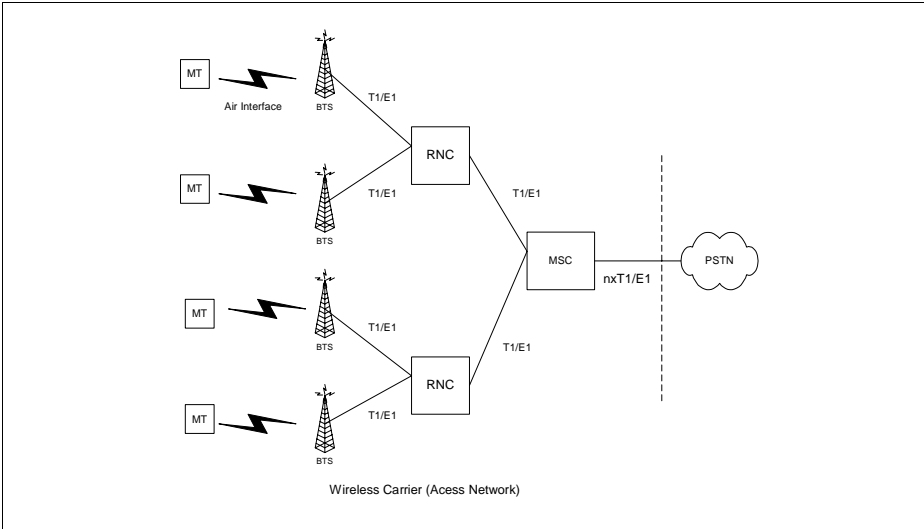 MT
Air Interface
BTS
T1/E1
RNC
MT
BTS
T1/E1
T1/E1
MSC
nxT1/E1
PSTN
MT
BTS
T1/E1
T1/E1
RNC
MT
BTS
T1/E1
Wireless Carrier (Acess Network)